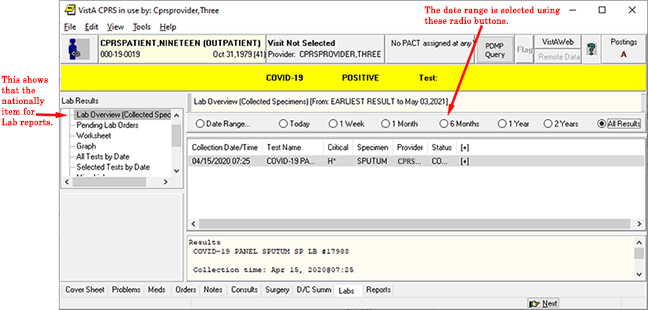 The date range is selected using
these radio buttons.
VistA CPRS in use by: Cprsprovider,Three
File Edit View Tools Help
CPRSPATIENT,NINETEEN (OUTPATIENT)
000-19-0019 Oct 31,1979 (41)
Visit Not Selected
Provider: CPRSPROVIDER,THREE
No PACT assigned at any
PDMP
Query
Flag
VistAWeb
Remote Data
?
Postings
A
COVID-19 POSITIVE Test:
This shows
that the
nationally
item for
Lab reports.
Lab Results
Lab Overview (Collected Spec
Pending Lab Orders
Worksheet
Graph
All Tests by Date
Selected Tests by Date
Lab Overview (Collected Specimens) [From: EARLIEST RESULT to May 03,2021]
Date Range... Today 1 Week 1 Month 6 Months 1 Year 2 Years All Results
Collection Date/Time Test Name Critical Specimen Provider Status [+]
04/15/2020 07:25 COVID-19 PA... H* SPUTUM CPRS... CO... [+]
Results
COVID-19 PANEL SPUTUM SP LB #17988
Collection time: Apr 15, 2020@07:25
Cover Sheet Problems Meds Orders Notes Consults Surgery D/C Summ Labs Reports
Next